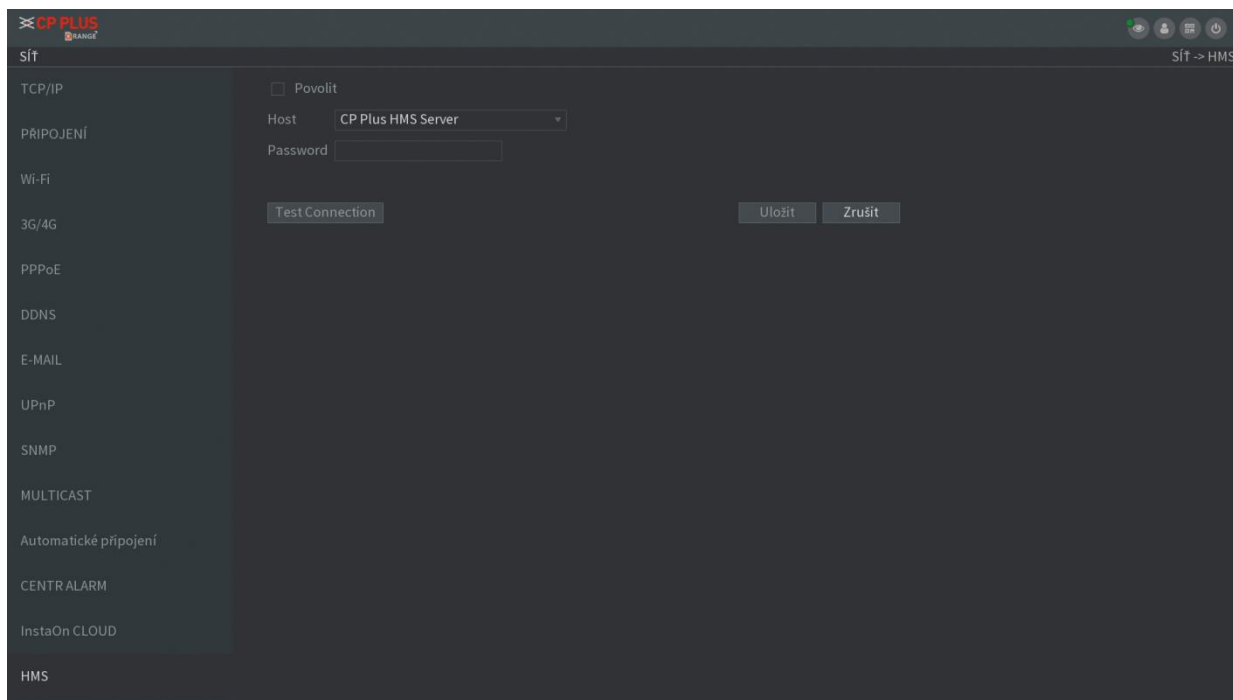 CP PLUS
ORANGE
SÍŤ
SÍŤ -> HMS
TCP/IP
PŘIPOJENÍ
Wi-Fi
3G/4G
PPPoE
DDNS
E-MAIL
UPnP
SNMP
MULTICAST
Automatické připojení
CENTR ALARM
InstaOn CLOUD
HMS
Povolit
Host CP Plus HMS Server
Password
Test Connection Uložit Zrušit